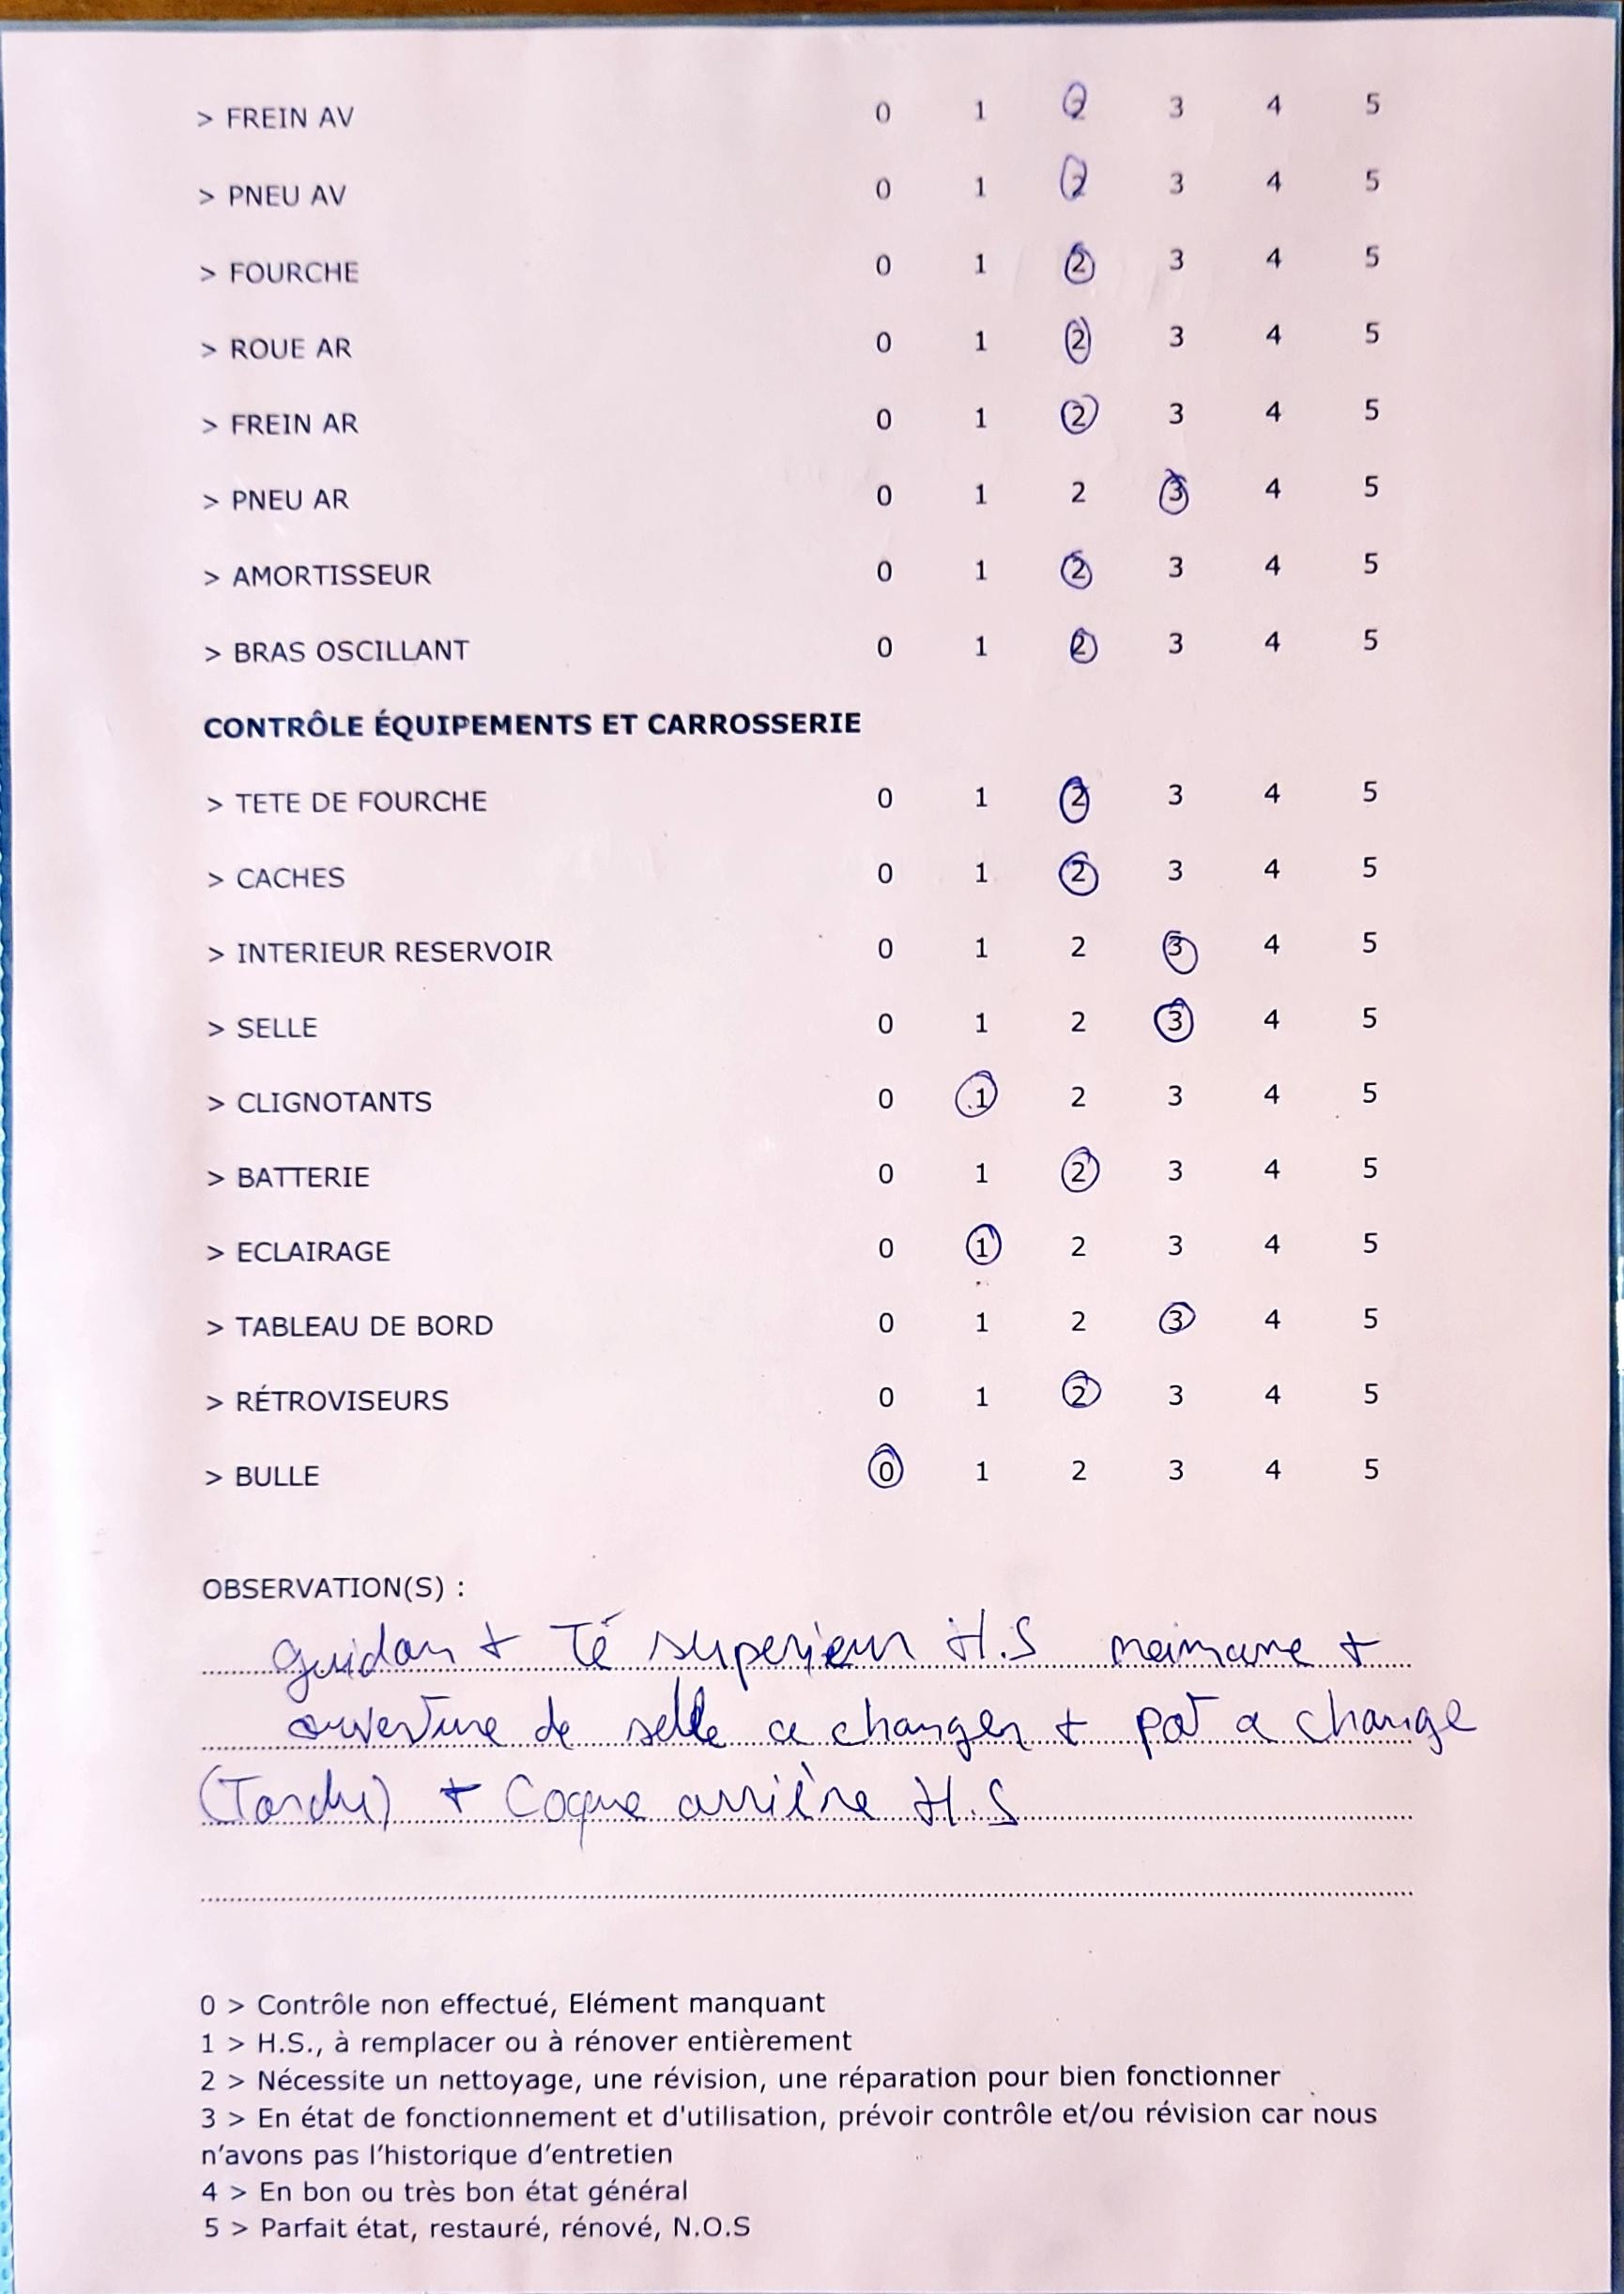 > FREIN AV 0 1 2 3 4 5
> PNEU AV 0 1 2 3 4 5
> FOURCHE 0 1 2 3 4 5
> ROUE AR 0 1 2 3 4 5
> FREIN AR 0 1 2 3 4 5
> PNEU AR 0 1 2 3 4 5
> AMORTISSEUR 0 1 2 3 4 5
> BRAS OSCILLANT 0 1 2 3 4 5
CONTRÔLE ÉQUIPEMENTS ET CARROSSERIE
> TETE DE FOURCHE 0 1 2 3 4 5
> CACHES 0 1 2 3 4 5
> INTERIEUR RESERVOIR 0 1 2 3 4 5
> SELLE 0 1 2 3 4 5
> CLIGNOTANTS 0 1 2 3 4 5
> BATTERIE 0 1 2 3 4 5
> ECLAIRAGE 0 1 2 3 4 5
> TABLEAU DE BORD 0 1 2 3 4 5
> RÉTROVISEURS 0 1 2 3 4 5
> BULLE 0 1 2 3 4 5
OBSERVATION(S) :
guidon + Té superieur H.S +
ouverture de selle a changer + pot a change
(Tordu) + Coque arrière H.S
0 > Contrôle non effectué, Elément manquant
1 > H.S., à remplacer ou à rénover entièrement
2 > Nécessite un nettoyage, une révision, une réparation pour bien fonctionner
3 > En état de fonctionnement et d'utilisation, prévoir contrôle et/ou révision car nous
n'avons pas l'historique d'entretien
4 > En bon ou très bon état général
5 > Parfait état, restauré, rénové, N.O.S